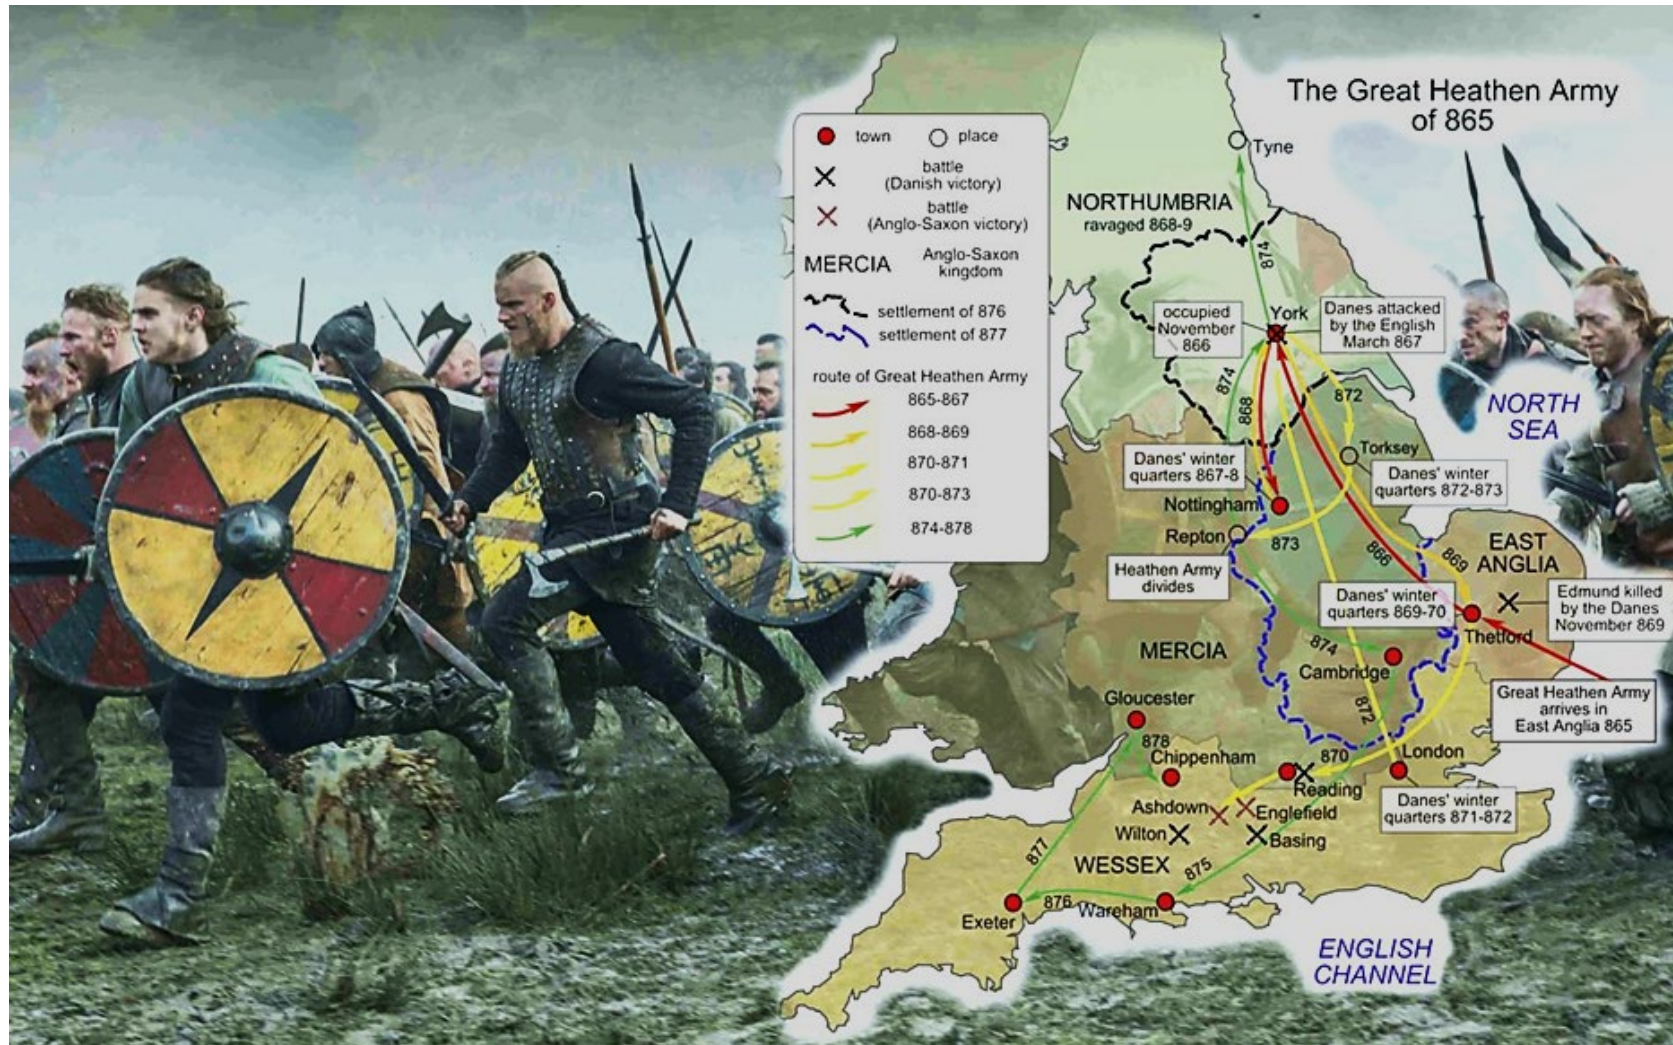 The Great Heathen Army
of 865
town
place
battle
(Danish victory)
battle
(Anglo-Saxon victory)
MERCIA
Anglo-Saxon
kingdom
settlement of 876
settlement of 877
route of Great Heathen Army
865-867
868-869
870-871
870-873
874-878
Tyne
NORTHUMBRIA
ravaged 868-9
874
occupied
November
866
York
Danes attacked
by the English
March 867
874
868
872
NORTH
SEA
Danes' winter
quarters 867-8
Torksey
Danes' winter
quarters 872-873
Nottingham
Repton
873
866
869
EAST
ANGLIA
Heathen Army
divides
Danes' winter
quarters 869-70
Edmund killed
by the Danes
November 869
Thetford
874
MERCIA
Cambridge
Great Heathen Army
arrives in
East Anglia 865
Gloucester
872
878
Chippenham
870
London
Reading
Ashdown
Englefield
Danes' winter
quarters 871-872
Wilton
Basing
877
WESSEX
875
Exeter
876
Wareham
ENGLISH
CHANNEL